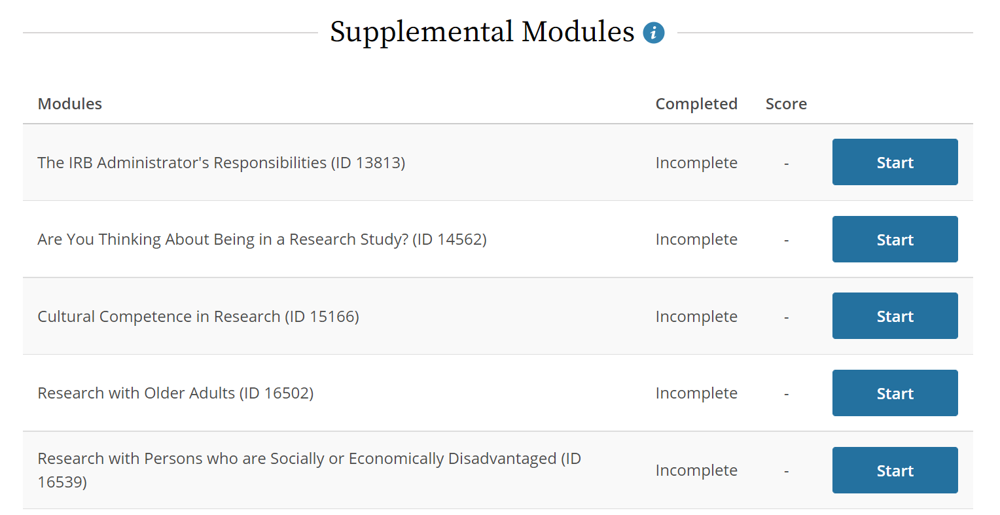 Supplemental Modules i
Modules Completed Score
The IRB Administrator's Responsibilities (ID 13813) Incomplete - Start
Are You Thinking About Being in a Research Study? (ID 14562) Incomplete - Start
Cultural Competence in Research (ID 15166) Incomplete - Start
Research with Older Adults (ID 16502) Incomplete - Start
Research with Persons who are Socially or Economically Disadvantaged (ID
16539) Incomplete - Start